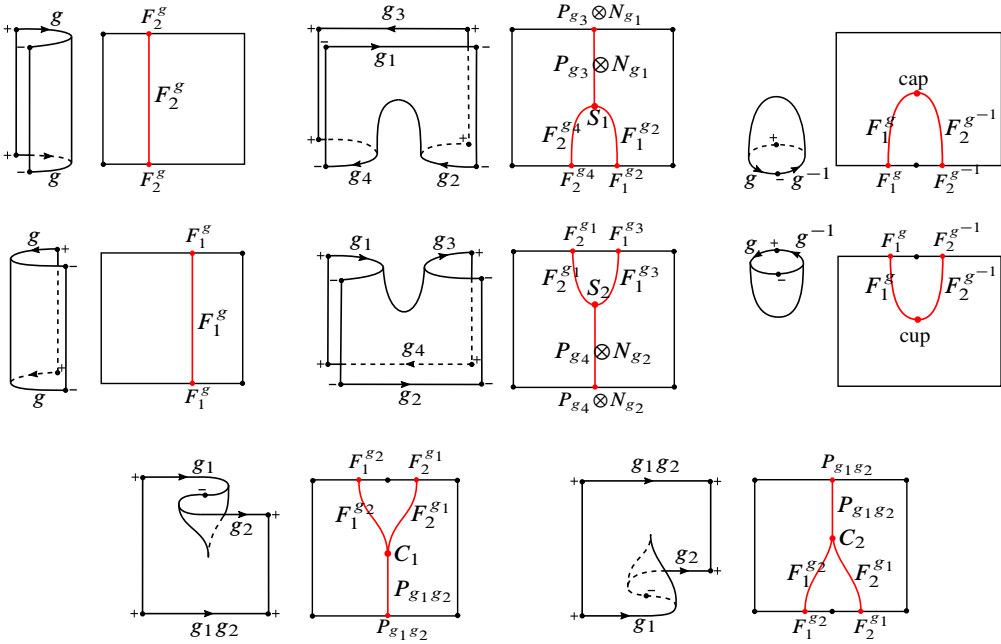 + g − + − g
F_2^g
F_2^g
F_2^g
g_3
+ − g_1 + −
+ − g_4 g_2 + −
P_{g_3} ⊗ N_{g_1}
P_{g_3} ⊗ N_{g_1}
S_1
F_2^{g_4} F_1^{g_2}
F_2^{g_4} F_1^{g_2}
+
g − g^{-1}
cap
F_1^g F_2^{g^{-1}}
F_1^g F_2^{g^{-1}}
g + −
+ g −
F_1^g
F_1^g
F_1^g
g_1 g_3
+ − + −
g_4
+ − g_2 + −
F_2^{g_1} F_1^{g_3}
F_2^{g_1} F_1^{g_3}
S_2
P_{g_4} ⊗ N_{g_2}
P_{g_4} ⊗ N_{g_2}
g + g^{-1}
−
F_1^g F_2^{g^{-1}}
F_1^g F_2^{g^{-1}}
cup
g_1
+ −
g_2 +
+ g_1g_2 +
F_1^{g_2} F_2^{g_1}
F_1^{g_2} F_2^{g_1}
C_1
P_{g_1g_2}
P_{g_1g_2}
g_1g_2
+ +
g_2
− +
+ g_1
P_{g_1g_2}
P_{g_1g_2}
C_2
F_1^{g_2} F_2^{g_1}
F_1^{g_2} F_2^{g_1}